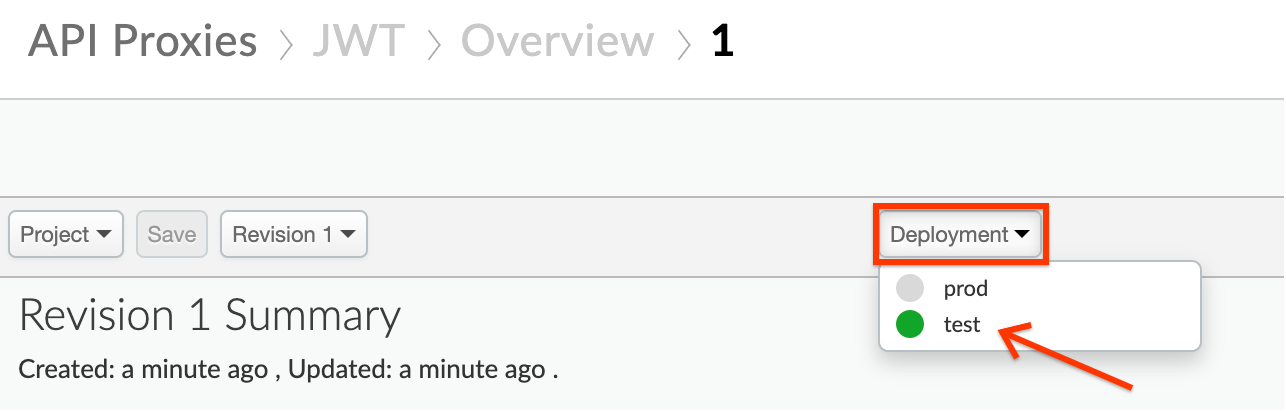 API Proxies > JWT > Overview > 1
Project Save Revision 1 Deployment
prod
test
Revision 1 Summary
Created: a minute ago , Updated: a minute ago .